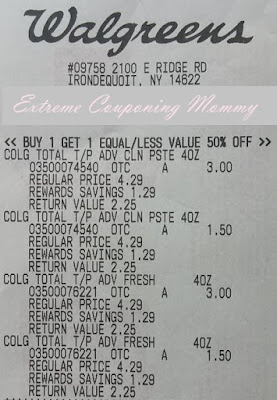 Walgreens
#09758 2100 E RIDGE RD
IRONDEQUOIT, NY 14622
Extreme Couponing Mommy
<< BUY 1 GET 1 EQUAL/LESS VALUE 50% OFF >>
COLG TOTAL T/P ADV CLN PSTE 4OZ
03500074540 OTC A 3.00
REGULAR PRICE 4.29
REWARDS SAVINGS 1.29
RETURN VALUE 2.25
COLG TOTAL T/P ADV CLN PSTE 4OZ
03500074540 OTC A 1.50
REGULAR PRICE 4.29
REWARDS SAVINGS 1.29
RETURN VALUE 2.25
COLG TOTAL T/P ADV FRESH 4OZ
03500076221 OTC A 3.00
REGULAR PRICE 4.29
REWARDS SAVINGS 1.29
RETURN VALUE 2.25
COLG TOTAL T/P ADV FRESH 4OZ
03500076221 OTC A 1.50
REGULAR PRICE 4.29
REWARDS SAVINGS 1.29
RETURN VALUE 2.25